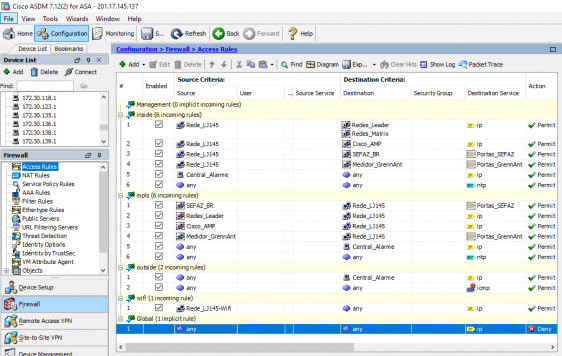 Cisco ASDM 7.12(2) for ASA - 201.17.145.137
File View Tools Wizards Window Help
Home Configuration Monitoring S... Refresh Back Forward Help
Device List Bookmarks
Configuration > Firewall > Access Rules
Device List
Add Delete Connect
Find: Go
172.30.118.1
172.30.131.1
172.30.135.1
172.30.136.1
172.30.138.1
172.30.139.1
Firewall
Access Rules
NAT Rules
Service Policy Rules
AAA Rules
Filter Rules
Ethertype Rules
Public Servers
URL Filtering Servers
Threat Detection
Identity Options
Identity by TrustSec
VM Attribute Agent
Objects
Device Setup
Firewall
Remote Access VPN
Site-to-Site VPN
Device Management
Add Edit Delete Find Diagram Exp... Clear Hits Show Log Packet Trace
Source Criteria: Destination Criteria:
# Enabled Source User ... Source Service Destination Security Group Destination Service Action
Management (0 implicit incoming rules)
inside (6 incoming rules)
1 Rede_LJ145 Redes_Leader ip Permit
Redes_Matrix
2 Rede_LJ145 Cisco_AMP ip Permit
3 Rede_LJ145 SEFAZ_BR Portas_SEFAZ Permit
4 Rede_LJ145 Medidor_GrennAnt Portas_GrennAnt Permit
5 Central_Alarme any ip Permit
6 any any ntp Permit
mpls (6 incoming rules)
1 SEFAZ_BR Rede_LJ145 Portas_SEFAZ Permit
2 Redes_Leader Rede_LJ145 ip Permit
3 Cisco_AMP Rede_LJ145 ip Permit
4 Medidor_GrennAnt Rede_LJ145 Portas_GrennAnt Permit
5 any Central_Alarme ip Permit
6 any any ntp Permit
outside (2 incoming rules)
1 any Central_Alarme ip Permit
2 any any icmp Permit
wifi (1 incoming rule)
1 Rede_LJ145-Wifi any ip Permit
Global (1 implicit rule)
1 any any ip Deny